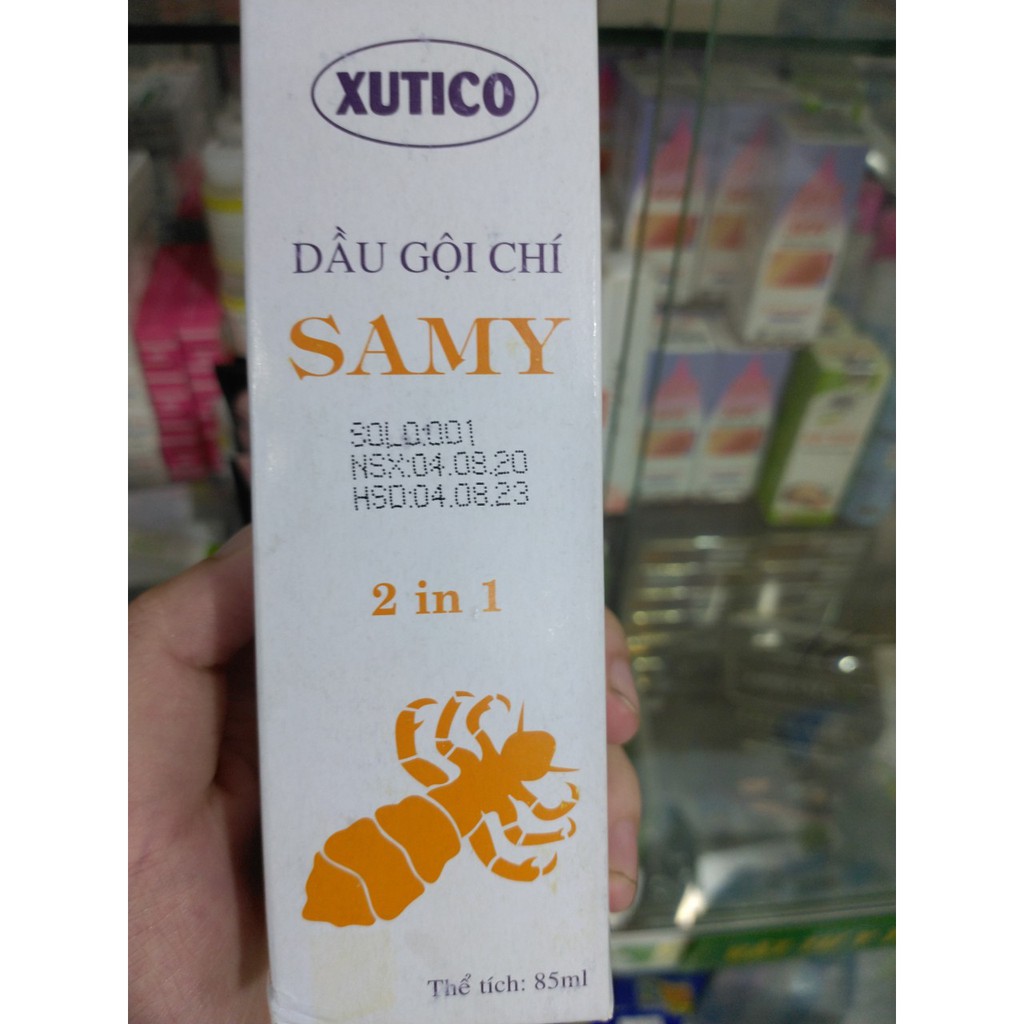 XUTICO
DẦU GỘI CHÍ
SAMY
SOLO:001
NSX:04.08.20
HSD:04.08.23
2 in 1
Thể tích: 85ml